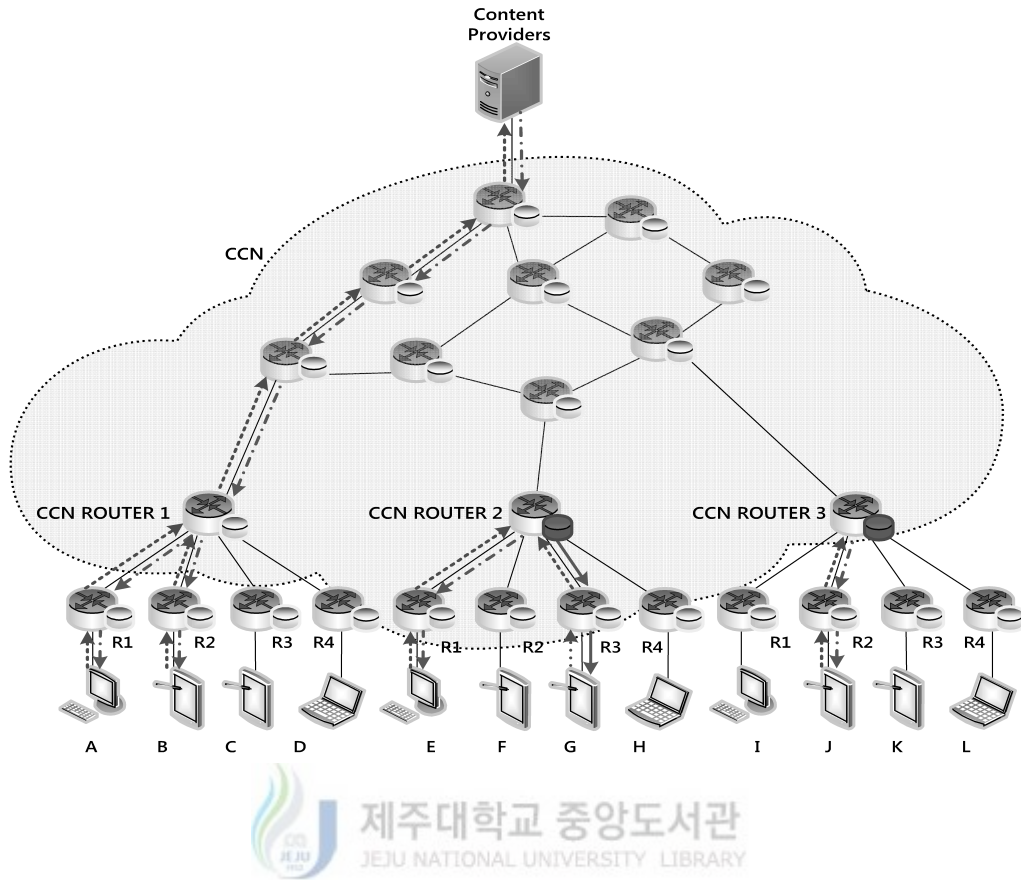 Content
Providers
CCN
CCN ROUTER 1
CCN ROUTER 2
CCN ROUTER 3
R1 R2 R3 R4 R1 R2 R3 R4 R1 R2 R3 R4
A B C D E F G H I J K L
제주대학교 중앙도서관
JEJU NATIONAL UNIVERSITY LIBRARY
JEJU